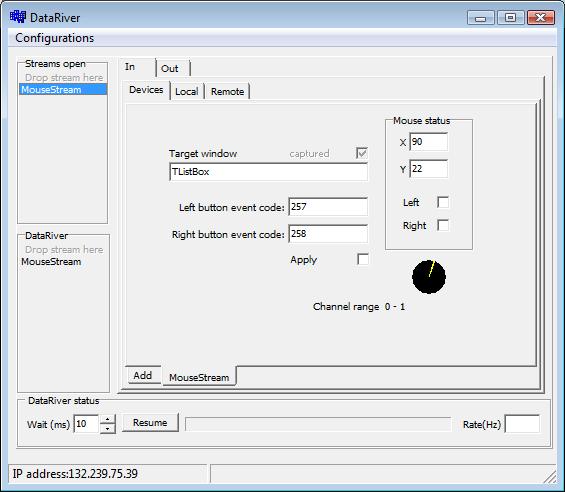 DataRiver
Configurations
Streams open
Drop stream here
MouseStream
DataRiver
Drop stream here
MouseStream
In Out
Devices Local Remote
Target window captured
TListBox
Left button event code: 257
Right button event code: 258
Apply
Mouse status
X 90
Y 22
Left
Right
Channel range 0 - 1
Add MouseStream
DataRiver status
Wait (ms) 10 Resume Rate(Hz)
IP address:132.239.75.39